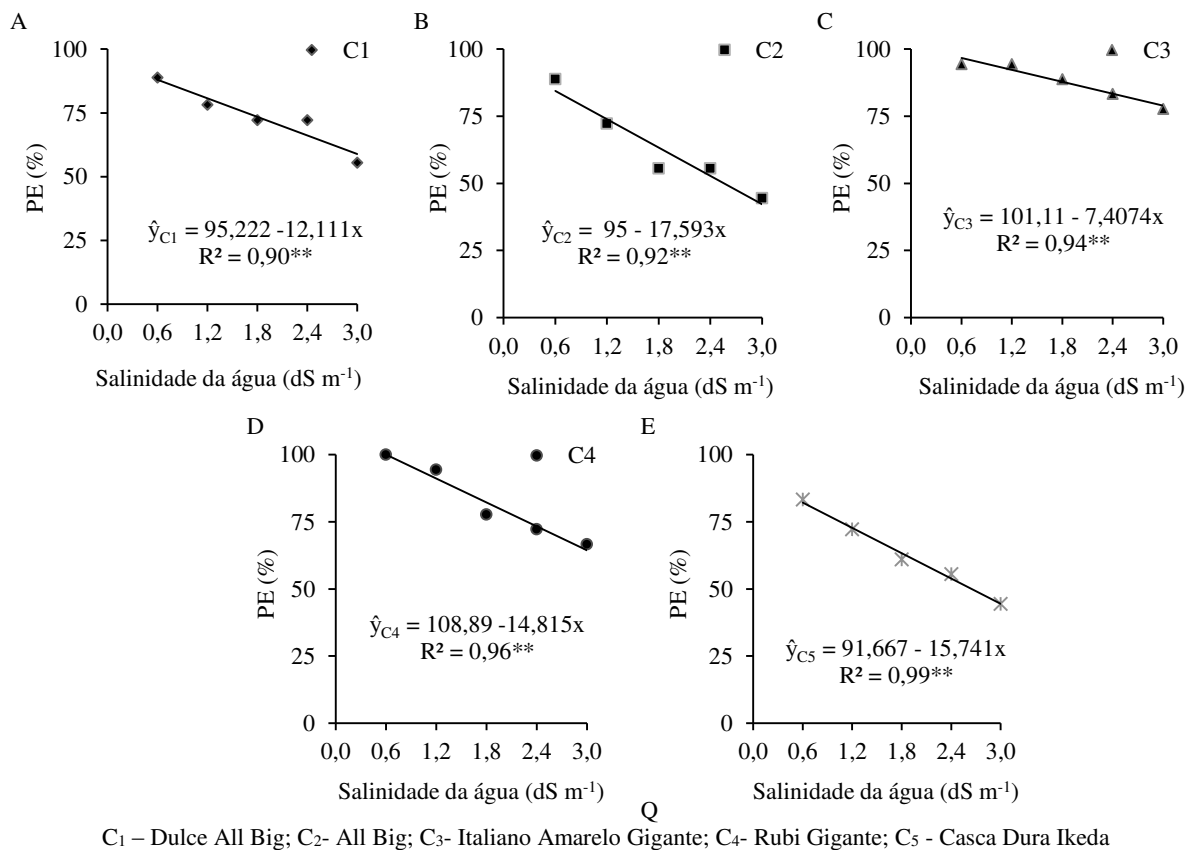 A
C1
100
75
50
25
0
PE (%)
ŷC1 = 95,222 -12,111x
R² = 0,90**
0,0 0,6 1,2 1,8 2,4 3,0
Salinidade da água (dS m-1)
B
C2
100
75
50
25
0
PE (%)
ŷC2 = 95 - 17,593x
R² = 0,92**
0,0 0,6 1,2 1,8 2,4 3,0
Salinidade da água (dS m-1)
C
C3
100
75
50
25
0
PE (%)
ŷC3 = 101,11 - 7,4074x
R² = 0,94**
0,0 0,6 1,2 1,8 2,4 3,0
Salinidade da água (dS m-1)
D
C4
100
75
50
25
0
PE (%)
ŷC4 = 108,89 -14,815x
R² = 0,96**
0,0 0,6 1,2 1,8 2,4 3,0
Salinidade da água (dS m-1)
E
100
75
50
25
0
PE (%)
ŷC5 = 91,667 - 15,741x
R² = 0,99**
0,0 0,6 1,2 1,8 2,4 3,0
Salinidade da água (dS m-1)
Q
C1 – Dulce All Big; C2- All Big; C3- Italiano Amarelo Gigante; C4- Rubi Gigante; C5 - Casca Dura Ikeda